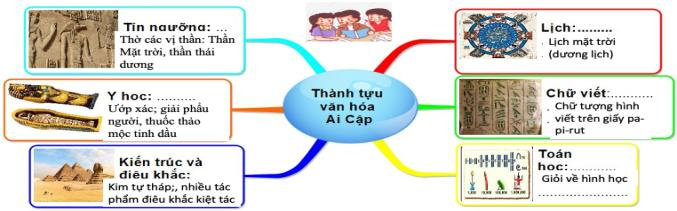 Tín ngưỡng: ...
Thờ các vị thần: Thần
Mặt trời, thần thái
dương
Y học: ..........
Ướp xác; giải phẩu
người, thuốc thảo
mộc tinh dầu
Kiến trúc và
điêu khắc:
Kim tự tháp;, nhiều tác
phẩm điêu khắc kiệt tác
Thành tựu
văn hóa
Ai Cập
Lịch:.........
. Lịch mặt trời
(dương lịch)
Chữ viết:..........
. Chữ tượng hình
. viết trên giấy pa-
pi-rut
Toán
học:............
Giỏi về hình học